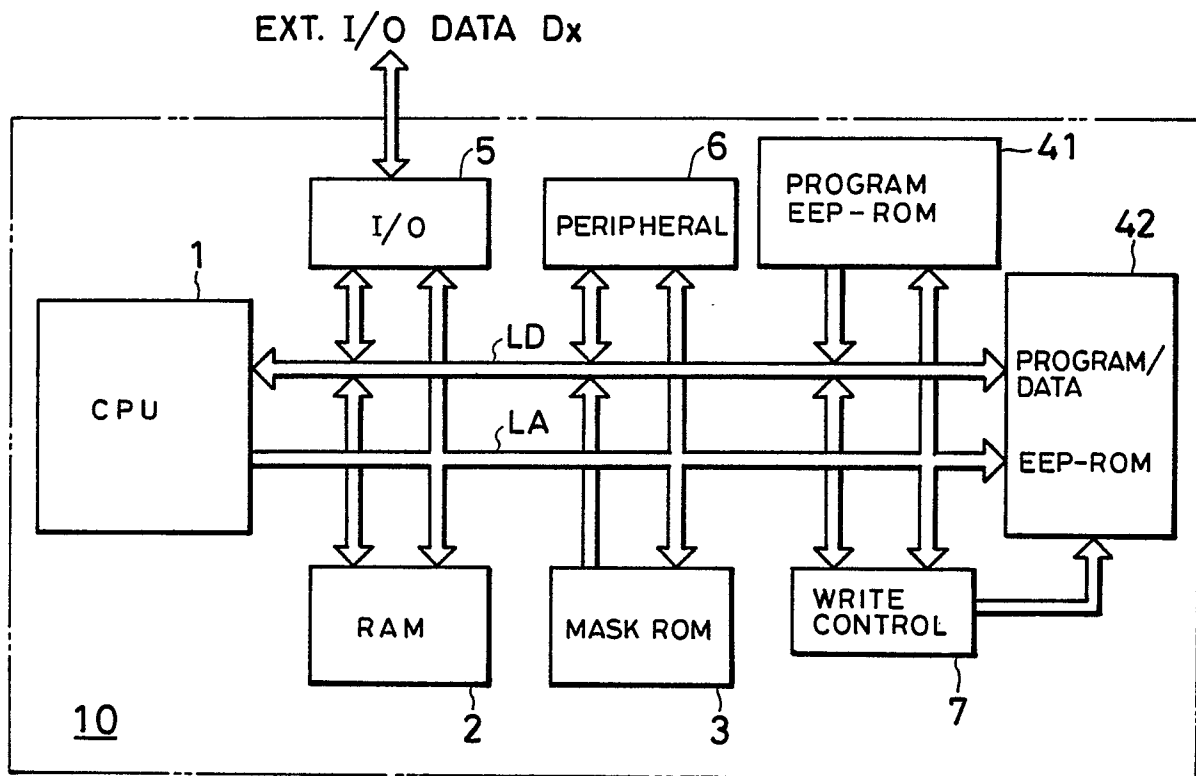 EXT. I/O DATA Dx
5
6
41
I/O
PERIPHERAL
PROGRAM
EEP-ROM
42
1
CPU
LD
PROGRAM/
DATA
LA
EEP-ROM
RAM
MASK ROM
WRITE
CONTROL
2
3
7
10